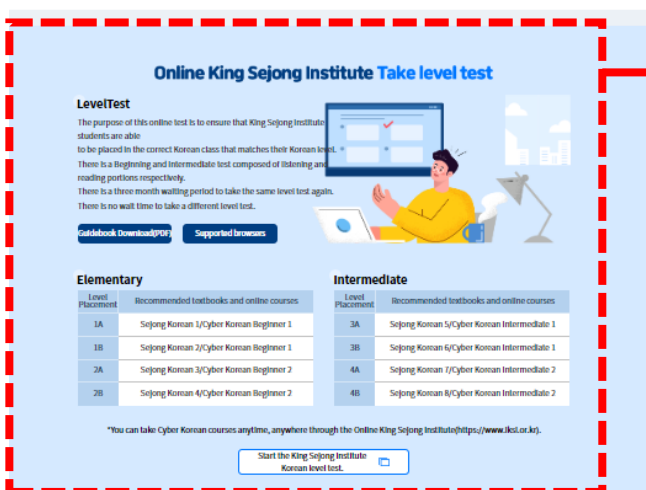 Online King Sejong Institute Take level test
LevelTest
The purpose of this online test is to ensure that King Sejong Institute
students are able
to be placed in the correct Korean class that matches their Korean level.
There is a Beginning and Intermediate test composed of listening and
reading portions respectively.
There is a three month waiting period to take the same level test again.
There is no wait time to take a different level test.
Guidebook Download(PDF) Supported browsers
Elementary
Level Recommended textbooks and online courses
Placement
1A Sejong Korean 1/Cyber Korean Beginner 1
1B Sejong Korean 2/Cyber Korean Beginner 1
2A Sejong Korean 3/Cyber Korean Beginner 2
2B Sejong Korean 4/Cyber Korean Beginner 2
Intermediate
Level Recommended textbooks and online courses
Placement
3A Sejong Korean 5/Cyber Korean Intermediate 1
3B Sejong Korean 6/Cyber Korean Intermediate 1
4A Sejong Korean 7/Cyber Korean Intermediate 2
4B Sejong Korean 8/Cyber Korean Intermediate 2
*You can take Cyber Korean courses anytime, anywhere through the Online King Sejong Institute(https://www.iksi.or.kr).
Start the King Sejong Institute
Korean level test.